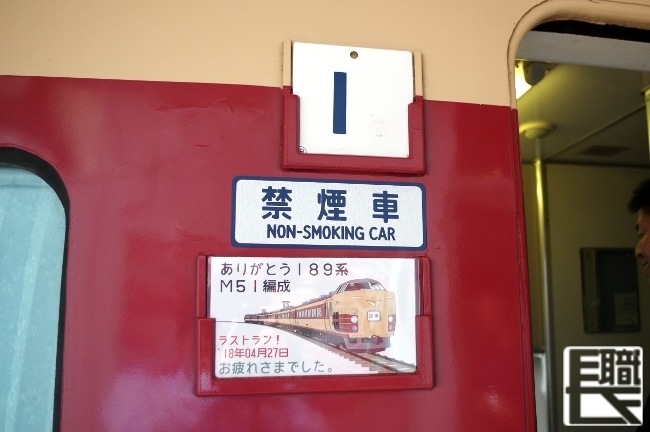 1
禁煙車
NON-SMOKING CAR
ありがとう189系
M51編成
ラストラン!
'18年04月27日
お疲れさまでした。
職長